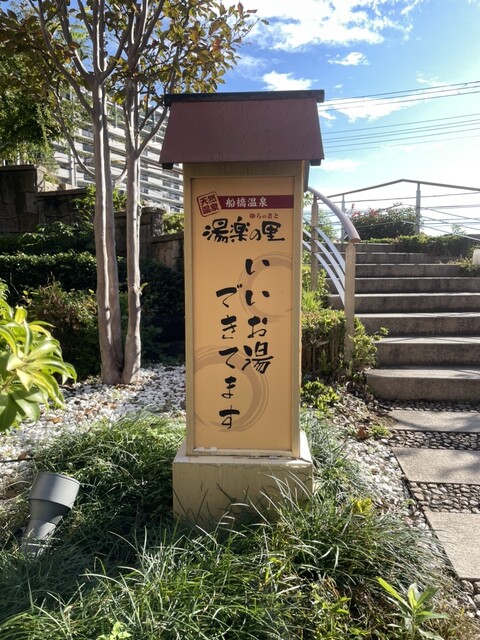 天然温泉
船橋温泉
ゆらのさと
湯楽の里
いいお湯
できてます